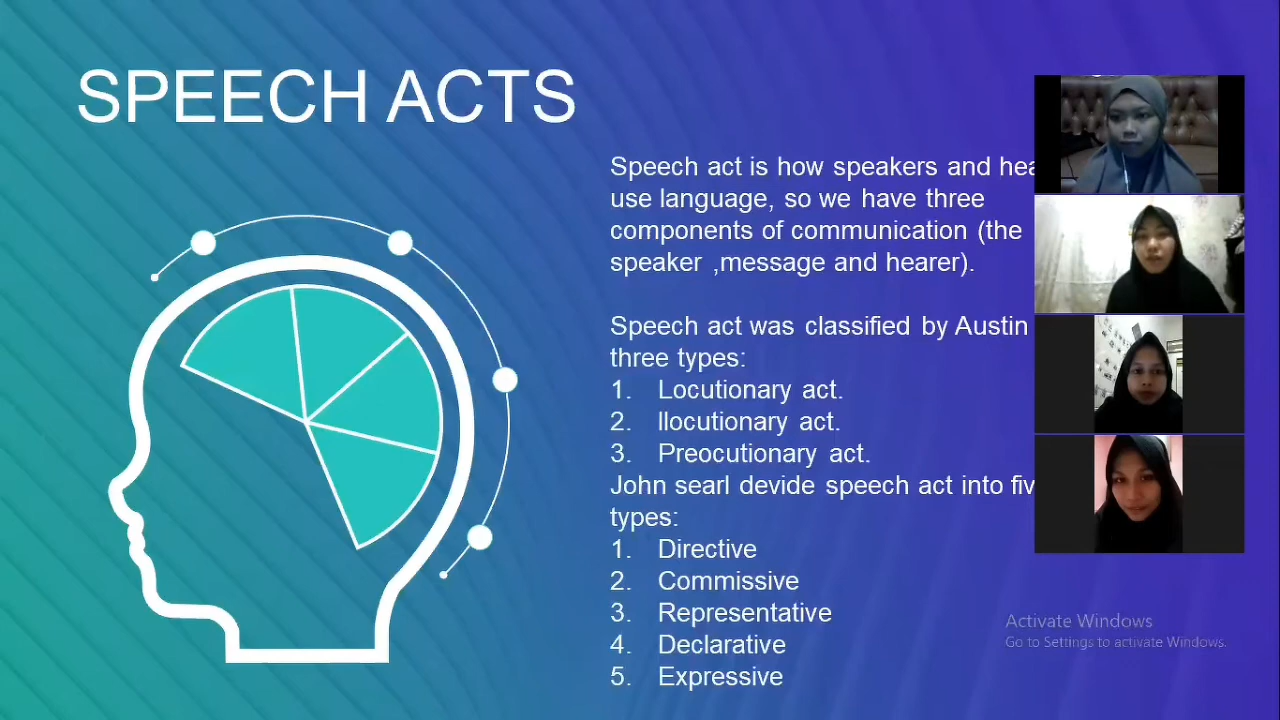 SPEECH ACTS
Speech act is how speakers and
use language, so we have three
components of communication (the
speaker ,message and hearer).
Speech act was classified by Austin
three types:
1. Locutionary act.
2. Ilocutionary act.
3. Preocutionary act.
John searl devide speech act into
types:
1. Directive
2. Commissive
3. Representative
4. Declarative
5. Expressive
Activate Windows
Go to Settings to activate Windows.